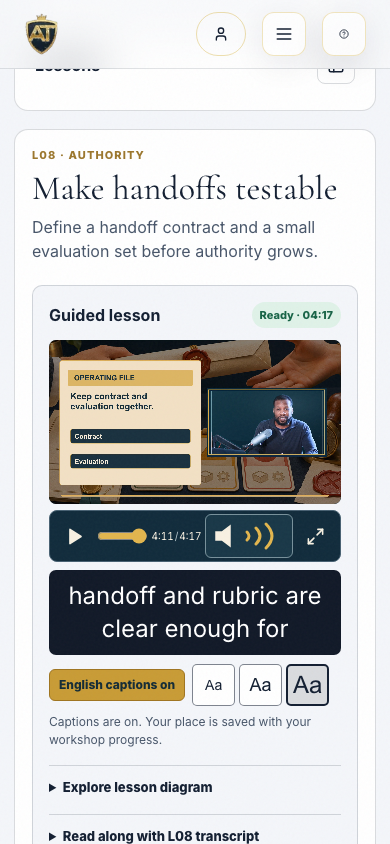 AT
Lessons
L08 · AUTHORITY
Make handoffs testable
Define a handoff contract and a small
evaluation set before authority grows.
Guided lesson
Ready · 04:17
OPERATING FILE
Keep contract and
evaluation together.
Contract
Evaluation
4:11/4:17
handoff and rubric are
clear enough for
English captions on
Aa
Aa
Aa
Captions are on. Your place is saved with your
workshop progress.
Explore lesson diagram
Read along with L08 transcript